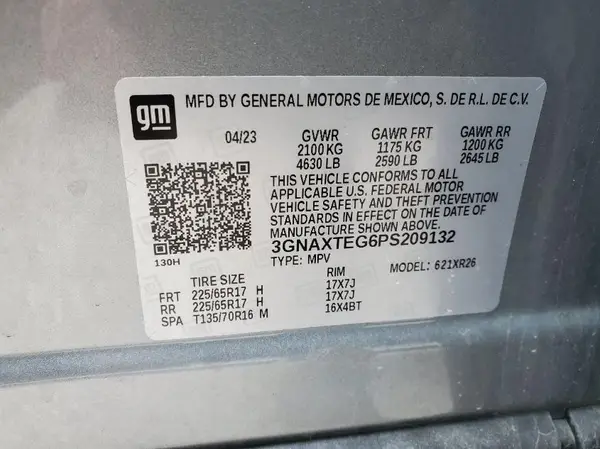 gm
MFD BY GENERAL MOTORS DE MEXICO, S. DE R.L. DE C.V.
04/23 GVWR GAWR FRT GAWR RR
2100 KG 1175 KG 1200 KG
4630 LB 2590 LB 2645 LB
THIS VEHICLE CONFORMS TO ALL
APPLICABLE U.S. FEDERAL MOTOR
VEHICLE SAFETY AND THEFT PREVENTION
STANDARDS IN EFFECT ON THE DATE OF
MANUFACTURE SHOWN ABOVE.
3GNAXTEG6PS209132
130H TYPE: MPV MODEL: 621XR26
TIRE SIZE RIM
FRT 225/65R17 H 17X7J
RR 225/65R17 H 17X7J
SPA T135/70R16 M 16X4BT